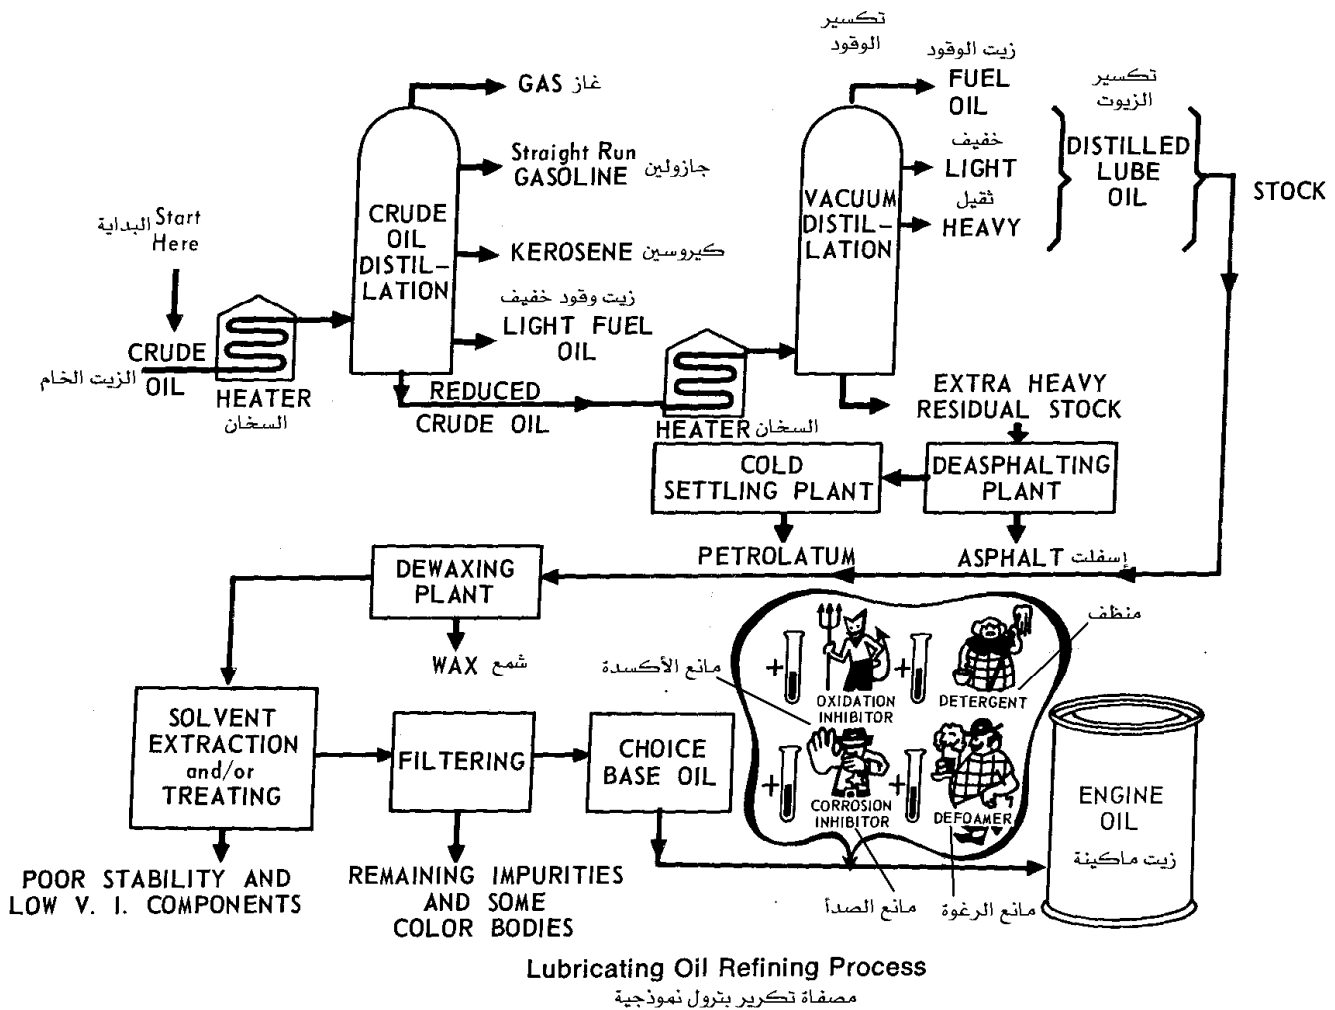 تكسير
الوقود
GAS غاز
زيت الوقود
FUEL
OIL
تكسير
الزيوت
Straight Run
GASOLINE جازولين
خفيف
LIGHT
DISTILLED
LUBE
OIL
STOCK
CRUDE
OIL
DISTIL-
LATION
VACUUM
DISTIL-
LATION
ثقيل
HEAVY
البداية Start
Here
KEROSENE كيروسين
زيت وقود خفيف
LIGHT FUEL
OIL
CRUDE
OIL الزيت الخام
HEATER
السخان
REDUCED
CRUDE OIL
HEATER السخان
EXTRA HEAVY
RESIDUAL STOCK
COLD
SETTLING PLANT
DEASPHALTING
PLANT
PETROLATUM
ASPHALT إسفلت
DEWAXING
PLANT
WAX شمع
منظف
مانع الأكسدة
+
+
OXIDATION
INHIBITOR
DETERGENT
SOLVENT
EXTRACTION
and/or
TREATING
FILTERING
CHOICE
BASE OIL
+
+
CORROSION
INHIBITOR
DEFOAMER
ENGINE
OIL
زيت ماكينة
POOR STABILITY AND
LOW V. I. COMPONENTS
REMAINING IMPURITIES
AND SOME
COLOR BODIES
مانع الصدأ
مانع الرغوة
Lubricating Oil Refining Process
مصفاة تكرير بترول نموذجية